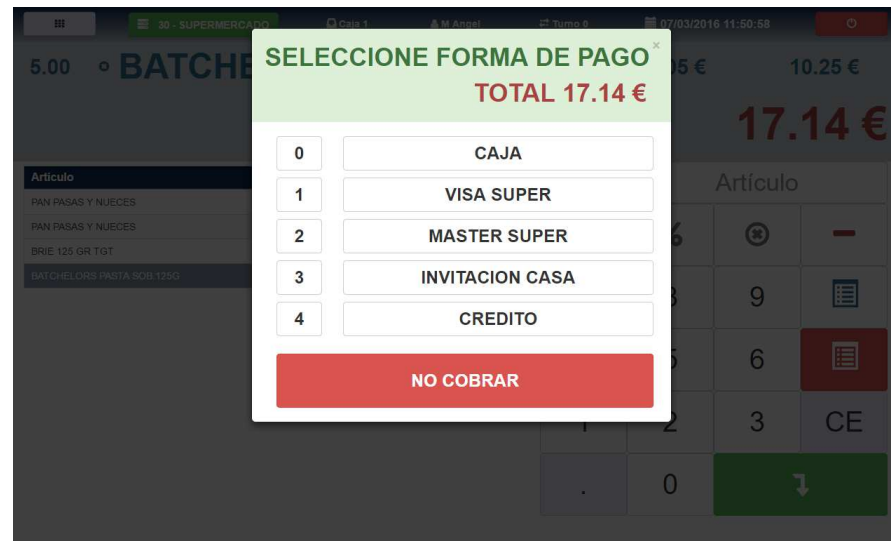 30 - SUPERMERCADO Caja 1 M Angel Turno 0 07/03/2016 11:50:58
5.00 BATCHE 05 € 10.25 €
17.14 €
SELECCIONE FORMA DE PAGO ×
TOTAL 17.14 €
0 CAJA
1 VISA SUPER
2 MASTER SUPER
3 INVITACION CASA
4 CREDITO
NO COBRAR
Artículo
PAN PASAS Y NUECES
PAN PASAS Y NUECES
BRIE 125 GR TGT
BATCHELORS PASTA SOB.125G
Artículo
9
6
1 2 3 CE
. 0